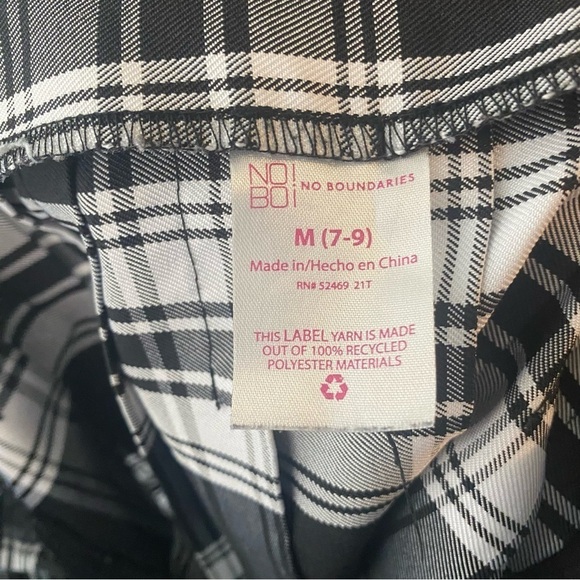 NO!
BOi NO BOUNDARIES
M (7-9)
Made in/Hecho en China
RN# 52469 21T
THIS LABEL YARN IS MADE
OUT OF 100% RECYCLED
POLYESTER MATERIALS